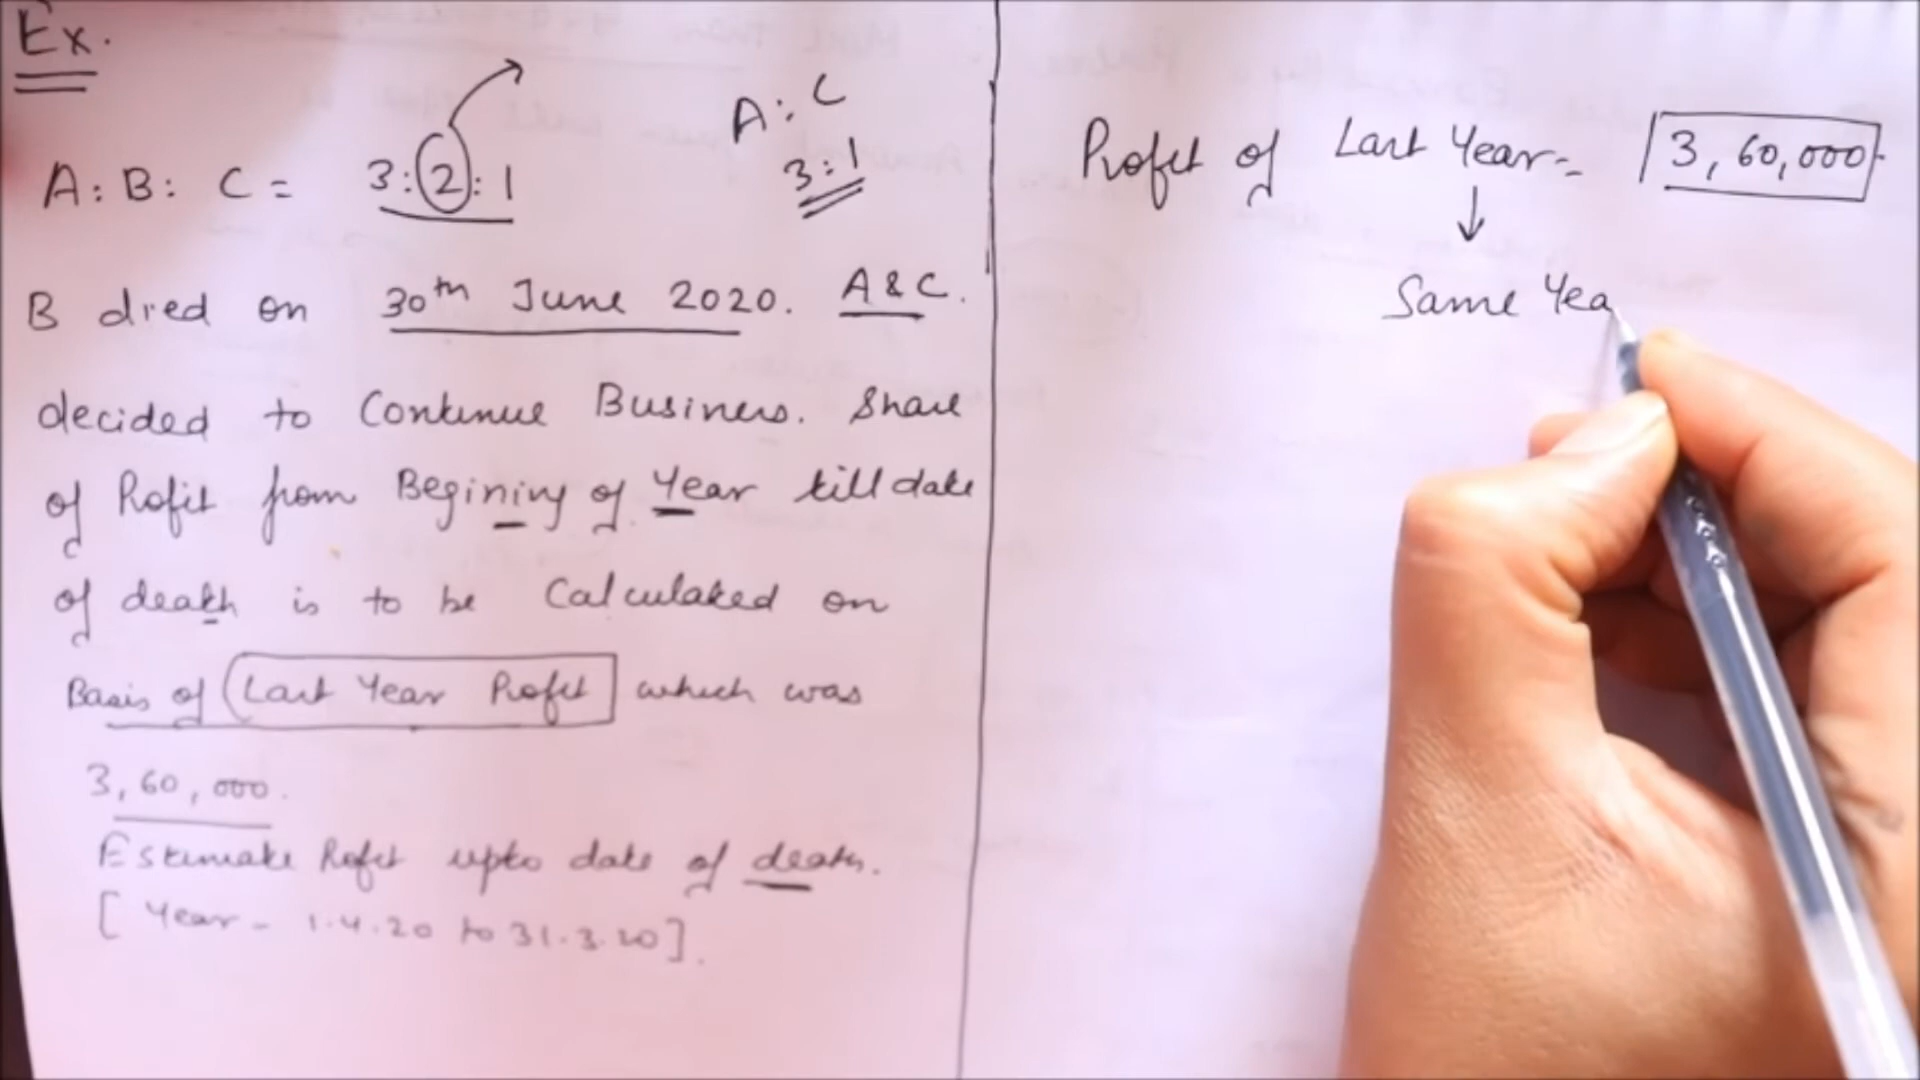 Ex.
A : B : C = 3 : 2 : 1
A : C
3 : 1
B died on 30th June 2020. A & C.
decided to Continue Business. Share
of Profit from Begining of Year till date
of death is to be Calculated on
Basis of Last Year Profit which was
3,60,000.
Estimate Profit upto date of death.
[Year - 1.4.20 to 31.3.20].
Profit of Last Year = 3,60,000/-
↓
Same Yea